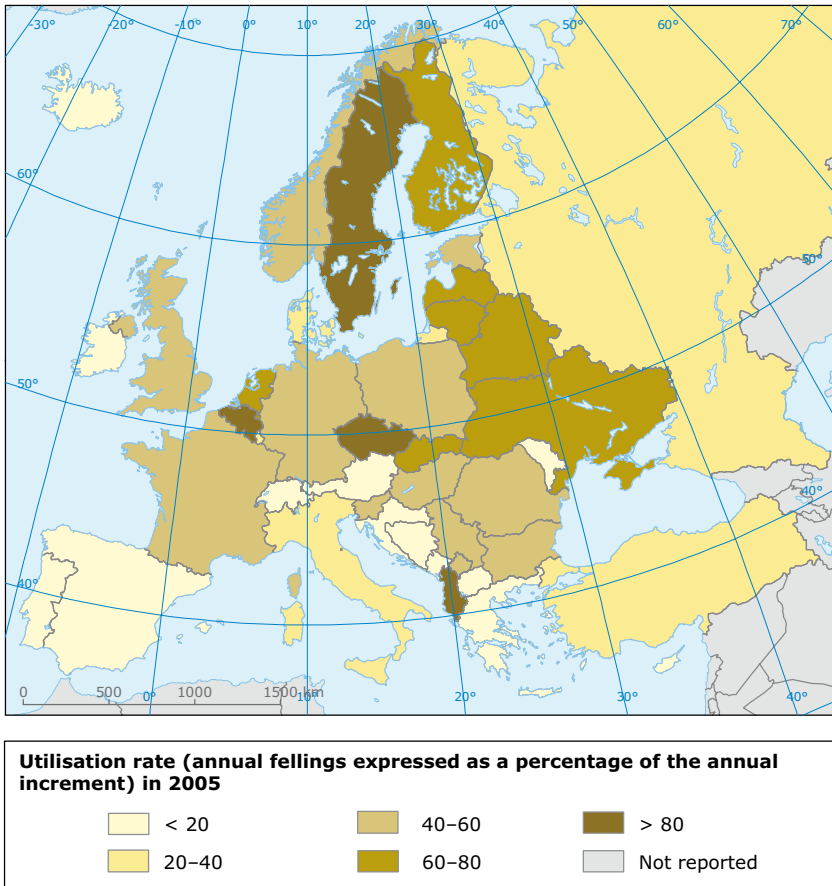 -30° -20° -10° 0° 10° 20° 30° 40° 50° 60° 70°
60°
50°
50°
40°
40°
0 500 1000 1500 km
0° 10° 20° 30° 40°
Utilisation rate (annual fellings expressed as a percentage of the annual
increment) in 2005
< 20 40–60 > 80
20–40 60–80 Not reported